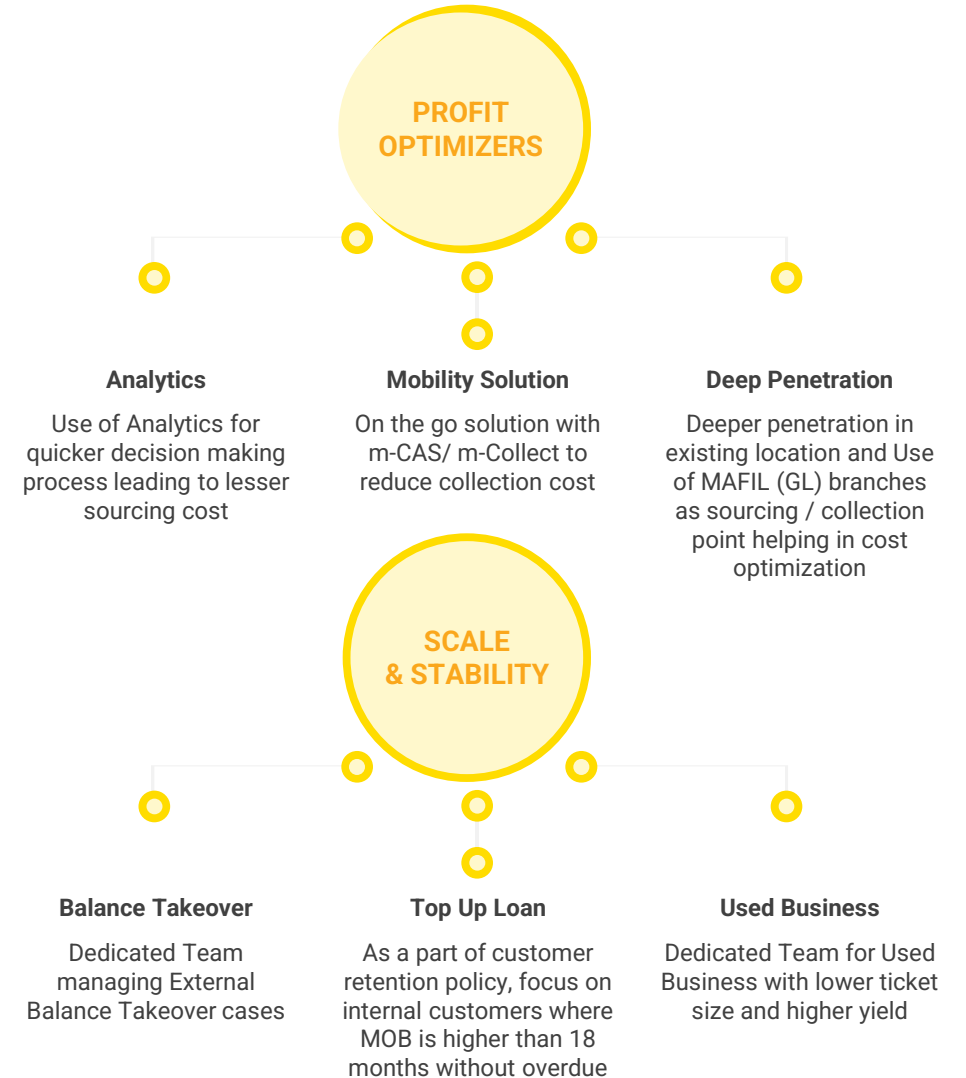 PROFIT
OPTIMIZERS
Analytics
Use of Analytics for
quicker decision making
process leading to lesser
sourcing cost
Mobility Solution
On the go solution with
m-CAS/ m-Collect to
reduce collection cost
Deep Penetration
Deeper penetration in
existing location and Use
of MAFIL (GL) branches
as sourcing / collection
point helping in cost
optimization
SCALE
& STABILITY
Balance Takeover
Dedicated Team
managing External
Balance Takeover cases
Top Up Loan
As a part of customer
retention policy, focus on
internal customers where
MOB is higher than 18
months without overdue
Used Business
Dedicated Team for Used
Business with lower ticket
size and higher yield